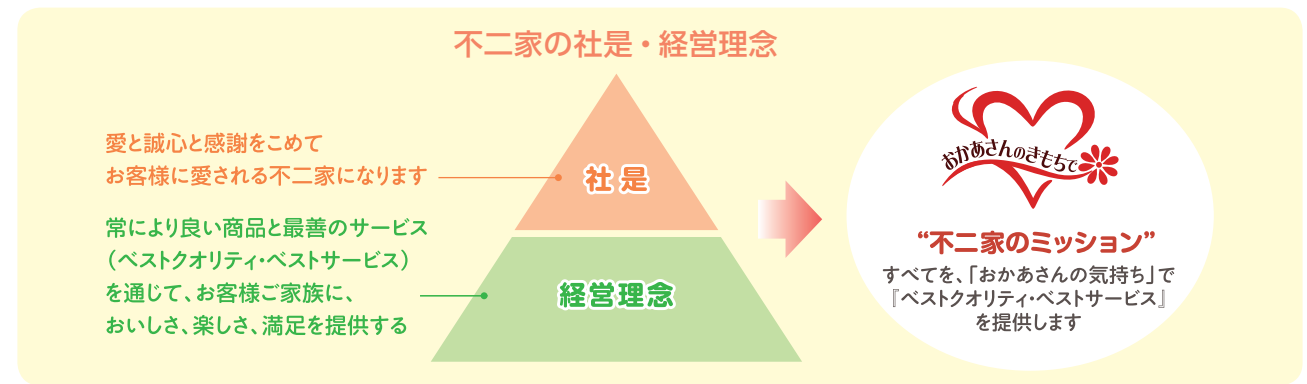 不二家の社是・経営理念
愛と誠心と感謝をこめて
お客様に愛される不二家になります
社是
常により良い商品と最善のサービス
（ベストクオリティ・ベストサービス）
を通じて、お客様ご家族に、
おいしさ、楽しさ、満足を提供する
経営理念
おかあさんのきもちで
“不二家のミッション”
すべてを、「おかあさんの気持ち」で
『ベストクオリティ・ベストサービス』
を提供します